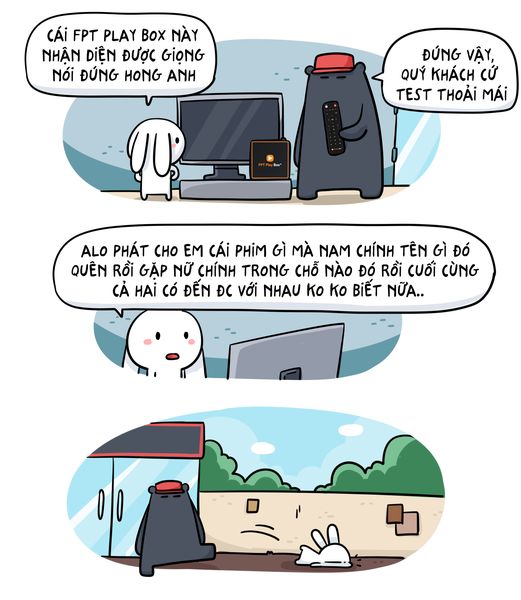 CÁI FPT PLAY BOX NÀY
NHẬN DIỆN ĐƯỢC GIỌNG
NÓI ĐÚNG HONG ANH
ĐÚNG VẬY,
QUÝ KHÁCH CỨ
TEST THOẢI MÁI
FPT Play Box
ALO PHÁT CHO EM CÁI PHIM GÌ MÀ NAM CHÍNH TÊN GÌ ĐÓ
QUÊN RỒI GẶP NỮ CHÍNH TRONG CHỖ NÀO ĐÓ RỒI CUỐI CÙNG
CẢ HAI CÓ ĐẾN ĐC VỚI NHAU KO KO BIẾT NỮA..